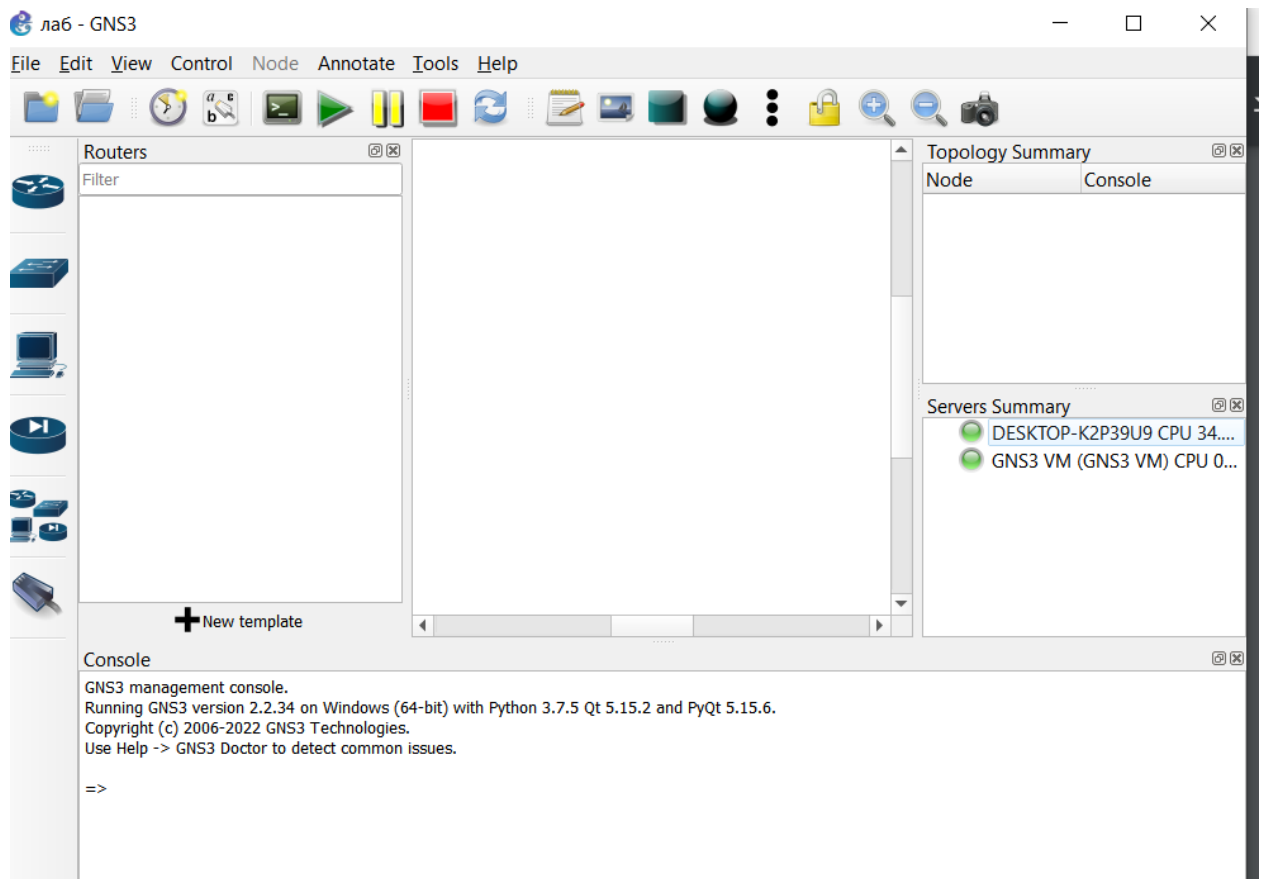 лаб - GNS3
File Edit View Control Node Annotate Tools Help
Routers
Filter
New template
Topology Summary
Node Console
Servers Summary
DESKTOP-K2P39U9 CPU 34....
GNS3 VM (GNS3 VM) CPU 0...
Console
GNS3 management console.
Running GNS3 version 2.2.34 on Windows (64-bit) with Python 3.7.5 Qt 5.15.2 and PyQt 5.15.6.
Copyright (c) 2006-2022 GNS3 Technologies.
Use Help -> GNS3 Doctor to detect common issues.
=>